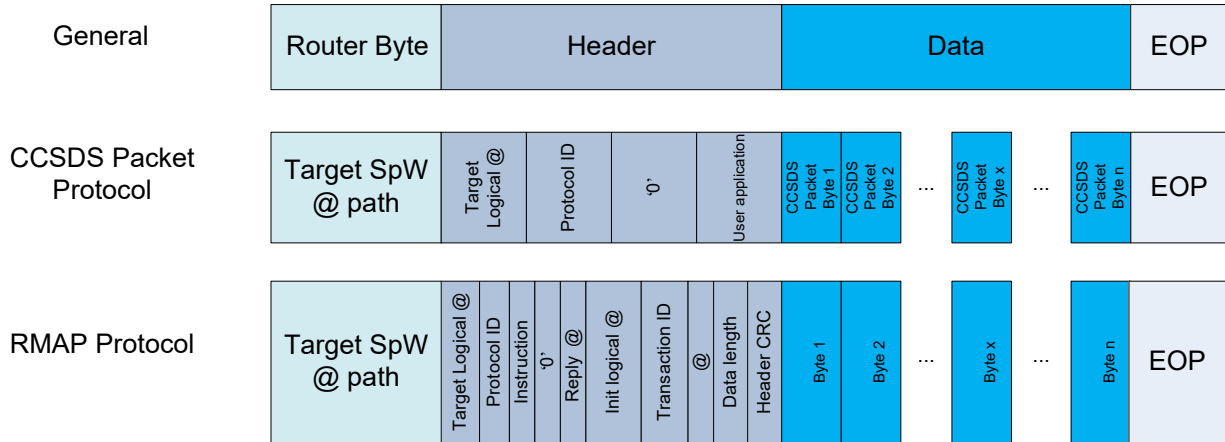 General
Router Byte
Header
Data
EOP
CCSDS Packet
Protocol
Target SpW
@ path
Target
Logical @
Protocol ID
‘0’
User application
CCSDS
Packet
Byte 1
CCSDS
Packet
Byte 2
...
CCSDS
Packet
Byte x
...
CCSDS
Packet
Byte n
EOP
RMAP Protocol
Target SpW
@ path
Target Logical @
Protocol ID
Instruction
‘0’
Reply @
Init logical @
Transaction ID
@
Data length
Header CRC
Byte 1
Byte 2
...
Byte x
...
Byte n
EOP